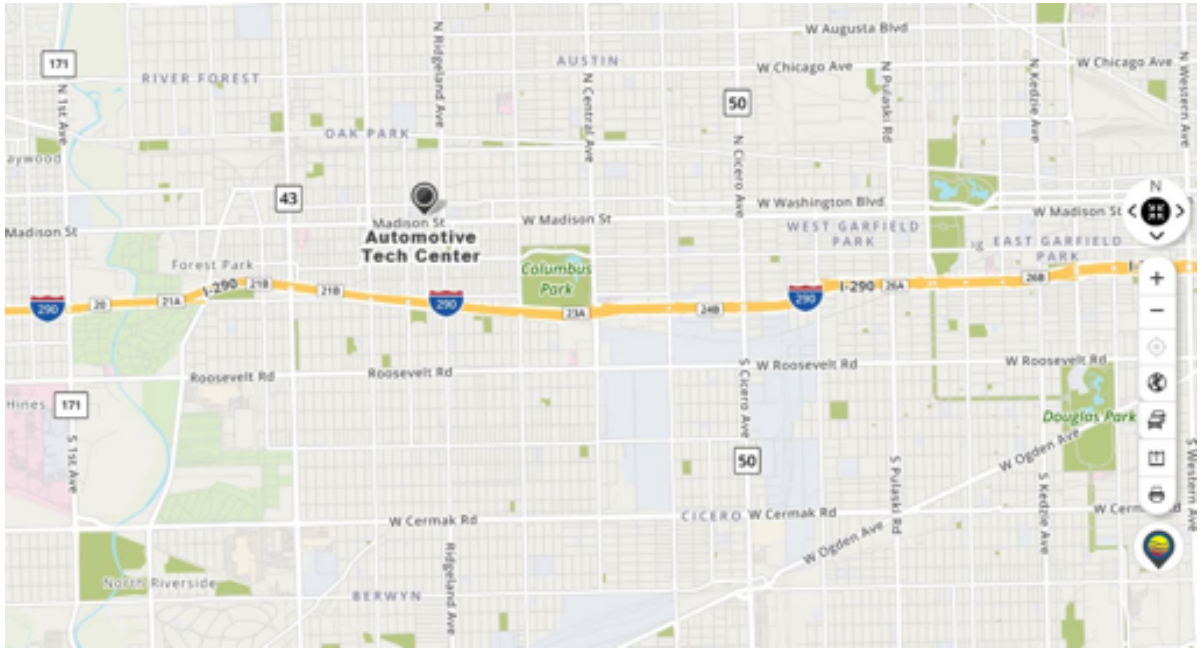 W Augusta Blvd
171
N Ridgeland Ave
AUSTIN
W Chicago Ave
W Chicago Ave
RIVER FOREST
N 1st Ave
N Central Ave
50
N Pulaski Rd
N Kedzie Ave
N Western Ave
OAK PARK
aywood
N Cicero Ave
43
N
W Washington Blvd
Madison St
Madison St
W Madison St
W Madison St
Automotive
Tech Center
WEST GARFIELD
PARK
EAST GARFIELD
PARK
Forest Park
Columbus
Park
I-290
21B
21B
20
21A
290
290
23A
24B
290
I-290
26A
26B
Roosevelt Rd
Roosevelt Rd
W Roosevelt Rd
W Roosevelt Rd
S Cicero Ave
Hines
171
Douglas Park
S 1st Ave
W Ogden Ave
50
S Pulaski Rd
S Kedzie Ave
S Western Ave
W Cermak Rd
CICERO
W Cermak Rd
W Cerm
W Ogden Ave
Ridgeland Ave
North Riverside
BERWYN